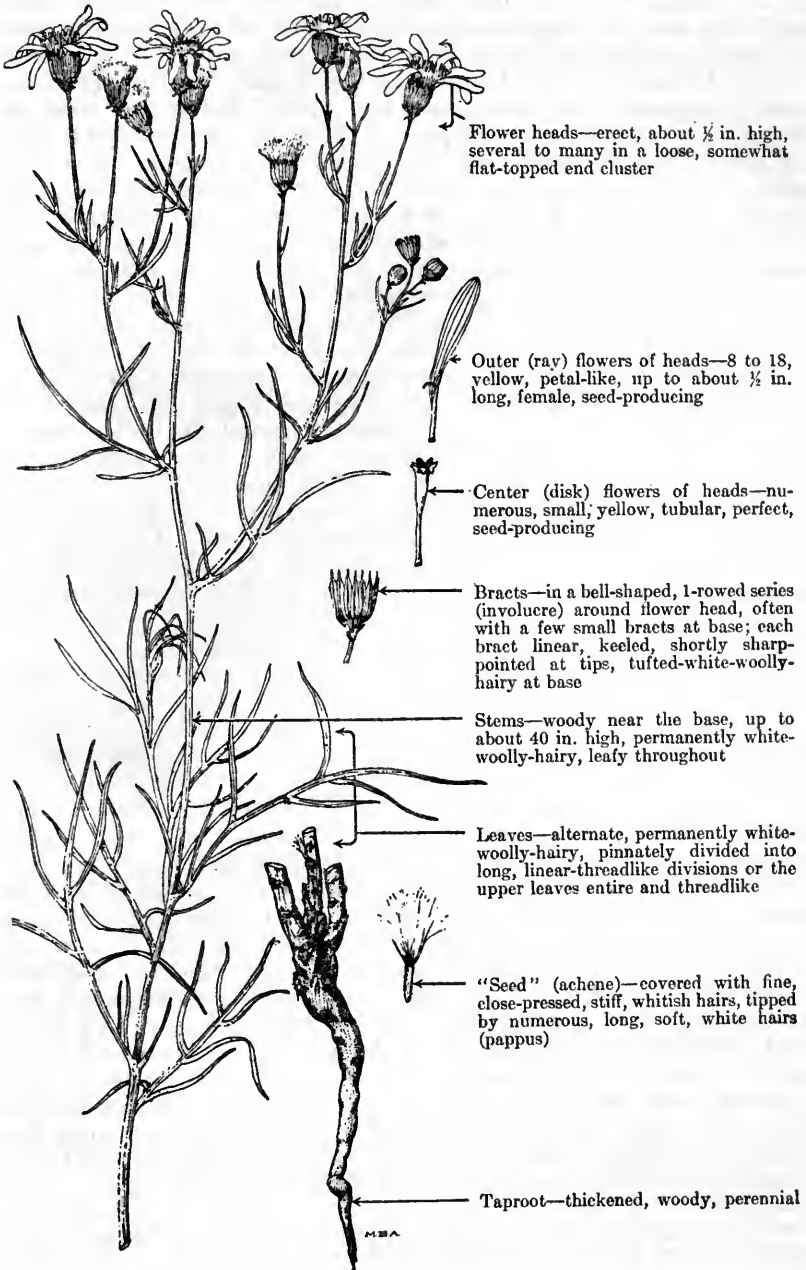 Flower heads—erect, about ½ in. high,
several to many in a loose, somewhat
flat-topped end cluster
Outer (ray) flowers of heads—8 to 18,
yellow, petal-like, up to about ½ in.
long, female, seed-producing
Center (disk) flowers of heads—nu-
merous, small, yellow, tubular, perfect,
seed-producing
Bracts—in a bell-shaped, 1-rowed series
(involucre) around flower head, often
with a few small bracts at base; each
bract linear, keeled, shortly sharp-
pointed at tips, tufted-white-woolly-
hairy at base
Stems—woody near the base, up to
about 40 in. high, permanently white-
woolly-hairy, leafy throughout
Leaves—alternate, permanently white-
woolly-hairy, pinnately divided into
long, linear-threadlike divisions or the
upper leaves entire and threadlike
"Seed" (achene)—covered with fine,
close-pressed, stiff, whitish hairs, tipped
by numerous, long, soft, white hairs
(pappus)
Taproot—thickened, woody, perennial
M.B.A.